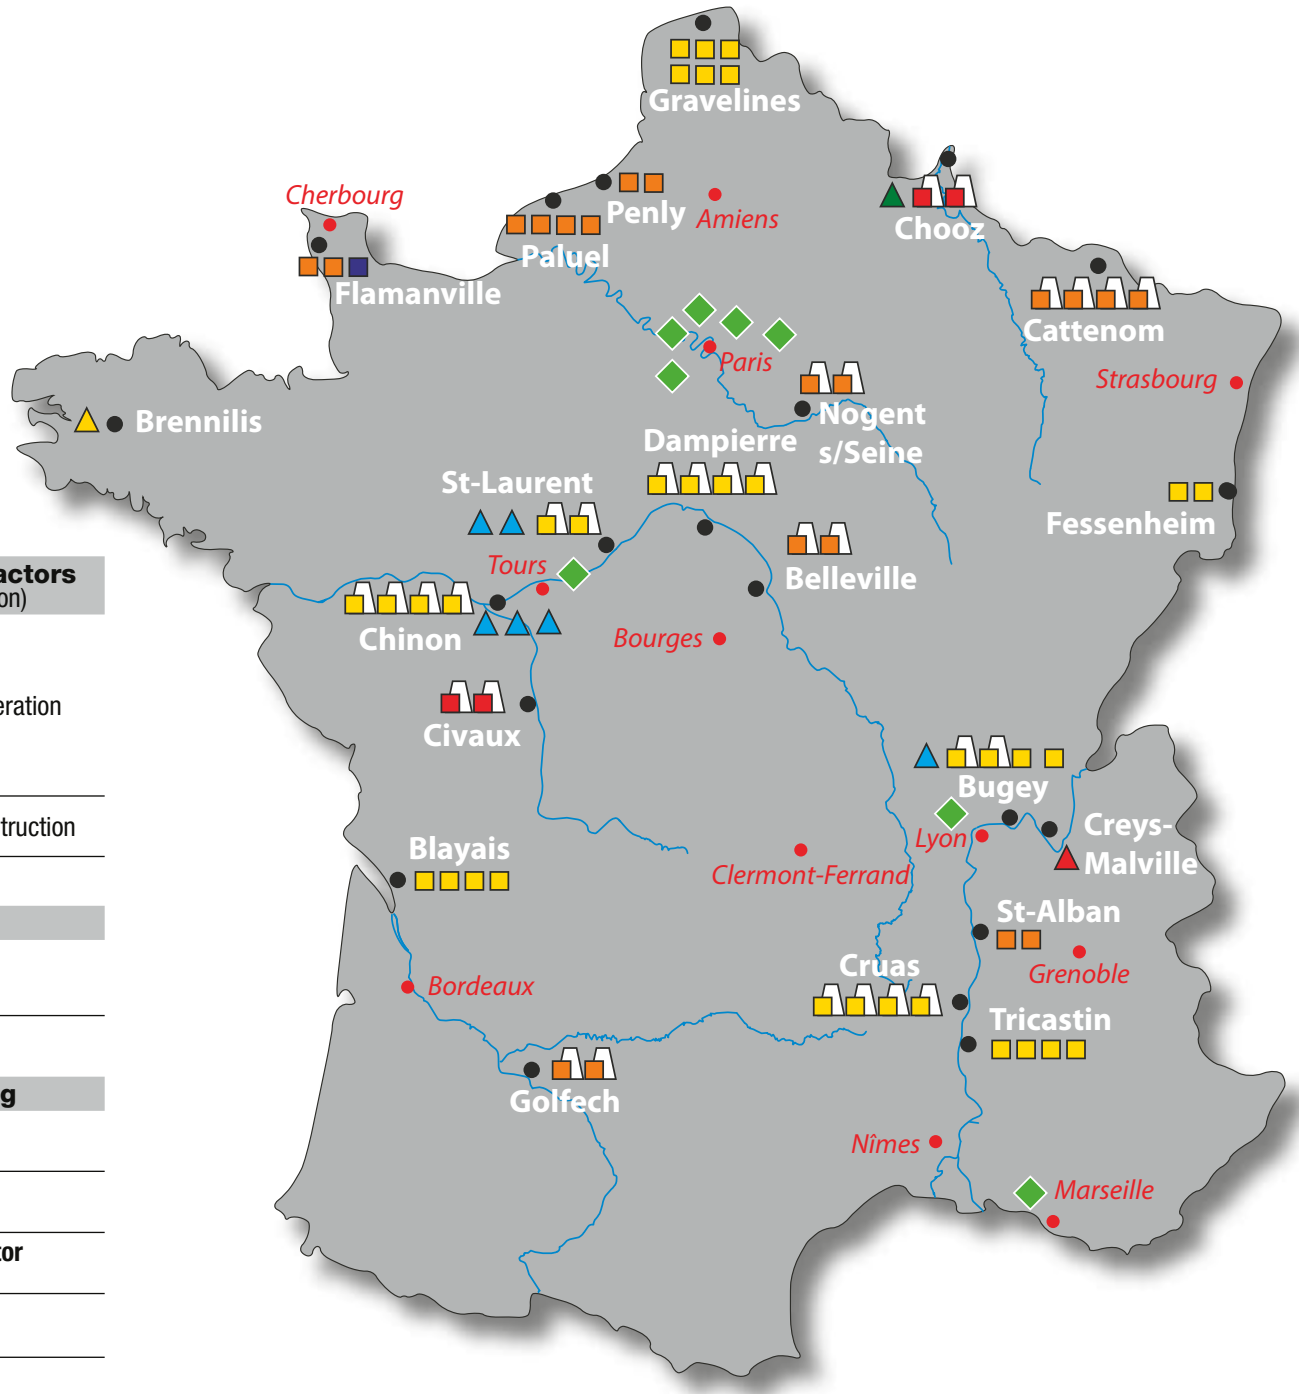 Gravelines
Cherbourg
Penly
Amiens
Chooz
Paluel
Flamanville
Cattenom
Paris
Strasbourg
Brennilis
Nogent
s/Seine
Dampierre
St-Laurent
Fessenheim
Tours
Belleville
actors
on)
Chinon
Bourges
eration
Civaux
Bugey
truction
Lyon
Creys-
Malville
Blayais
Clermont-Ferrand
St-Alban
Cruas
Grenoble
Bordeaux
Tricastin
g
Golfech
Nîmes
Marseille
tor